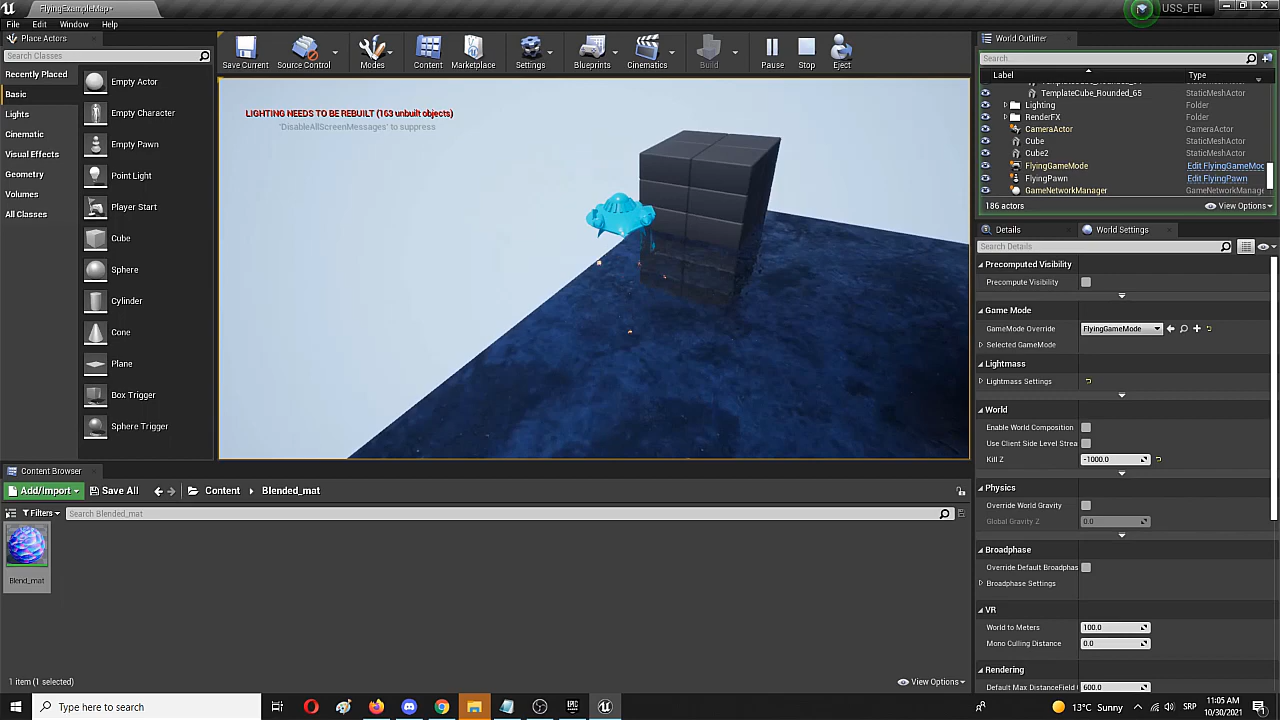 FlyingExampleMap*
USS_FEI
File Edit Window Help
Place Actors
Search Classes
Recently Placed
Basic
Lights
Cinematic
Visual Effects
Geometry
Volumes
All Classes
Empty Actor
Empty Character
Empty Pawn
Point Light
Player Start
Cube
Sphere
Cylinder
Cone
Plane
Box Trigger
Sphere Trigger
Save Current Source Control Modes Content Marketplace Settings Blueprints Cinematics Build Pause Stop Eject
LIGHTING NEEDS TO BE REBUILT (163 unbuilt objects)
'DisableAllScreenMessages' to suppress
World Outliner
Search...
Label Type
TemplateCube_Rounded_65 StaticMeshActor
Lighting Folder
RenderFX Folder
CameraActor CameraActor
Cube StaticMeshActor
Cube2 StaticMeshActor
FlyingGameMode Edit FlyingGameMoc
FlyingPawn Edit FlyingPawn
GameNetworkManager GameNetworkManage
186 actors View Options
Details World Settings
Search Details
Precomputed Visibility
Precompute Visibility
Game Mode
GameMode Override FlyingGameMode
Selected GameMode
Lightmass
Lightmass Settings
World
Enable World Composition
Use Client Side Level Strea
Kill Z -1000.0
Physics
Override World Gravity
Global Gravity Z 0.0
Broadphase
Override Default Broadphas
Broadphase Settings
VR
World to Meters 100.0
Mono Culling Distance 0.0
Rendering
Default Max DistanceField 600.0
Content Browser
Add/Import Save All Content Blended_mat
Filters Search Blended_mat
Blend_mat
1 item (1 selected) View Options
Type here to search
13°C Sunny SRP 11:05 AM
10/30/2021